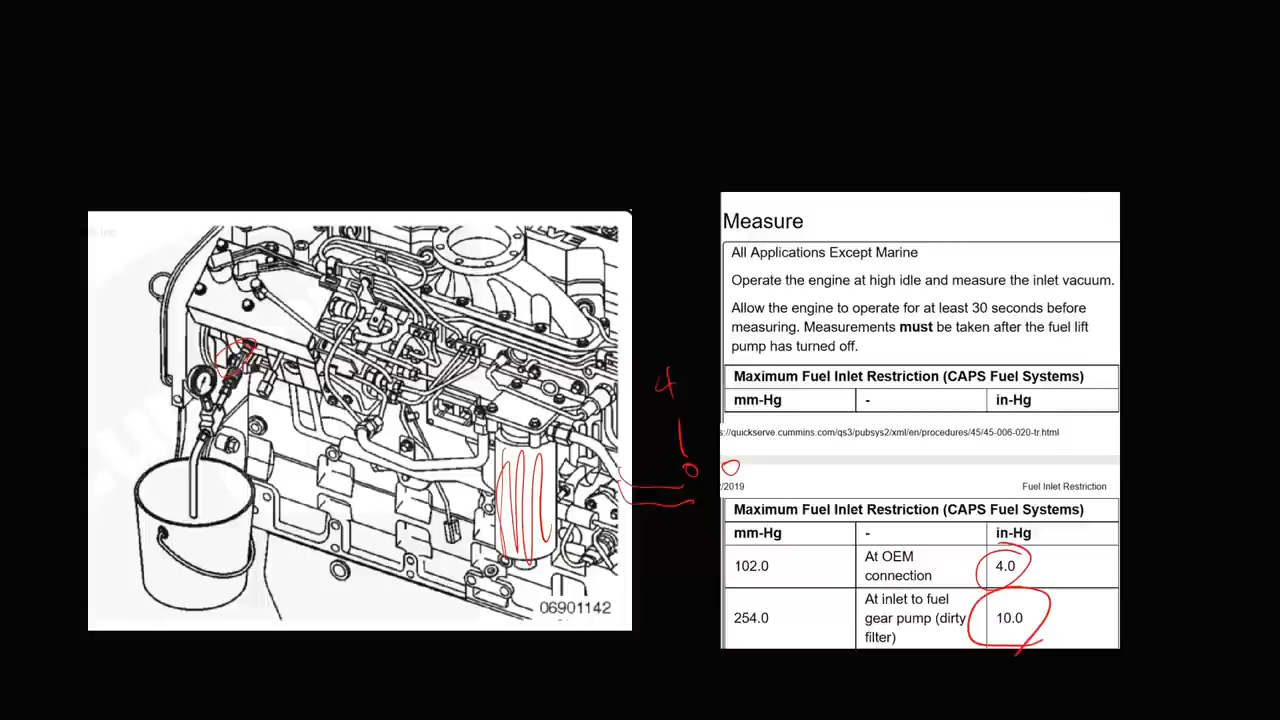 Measure
All Applications Except Marine
Operate the engine at high idle and measure the inlet vacuum.
Allow the engine to operate for at least 30 seconds before
measuring. Measurements must be taken after the fuel lift
pump has turned off.
Maximum Fuel Inlet Restriction (CAPS Fuel Systems)
mm-Hg - in-Hg
s://quickserve.cummins.com/qs3/pubsys2/xml/en/procedures/45/45-006-020-tr.html
4
0
0
/2019 Fuel Inlet Restriction
Maximum Fuel Inlet Restriction (CAPS Fuel Systems)
mm-Hg - in-Hg
102.0 At OEM
connection 4.0
254.0 At inlet to fuel
gear pump (dirty
filter) 10.0
06901142